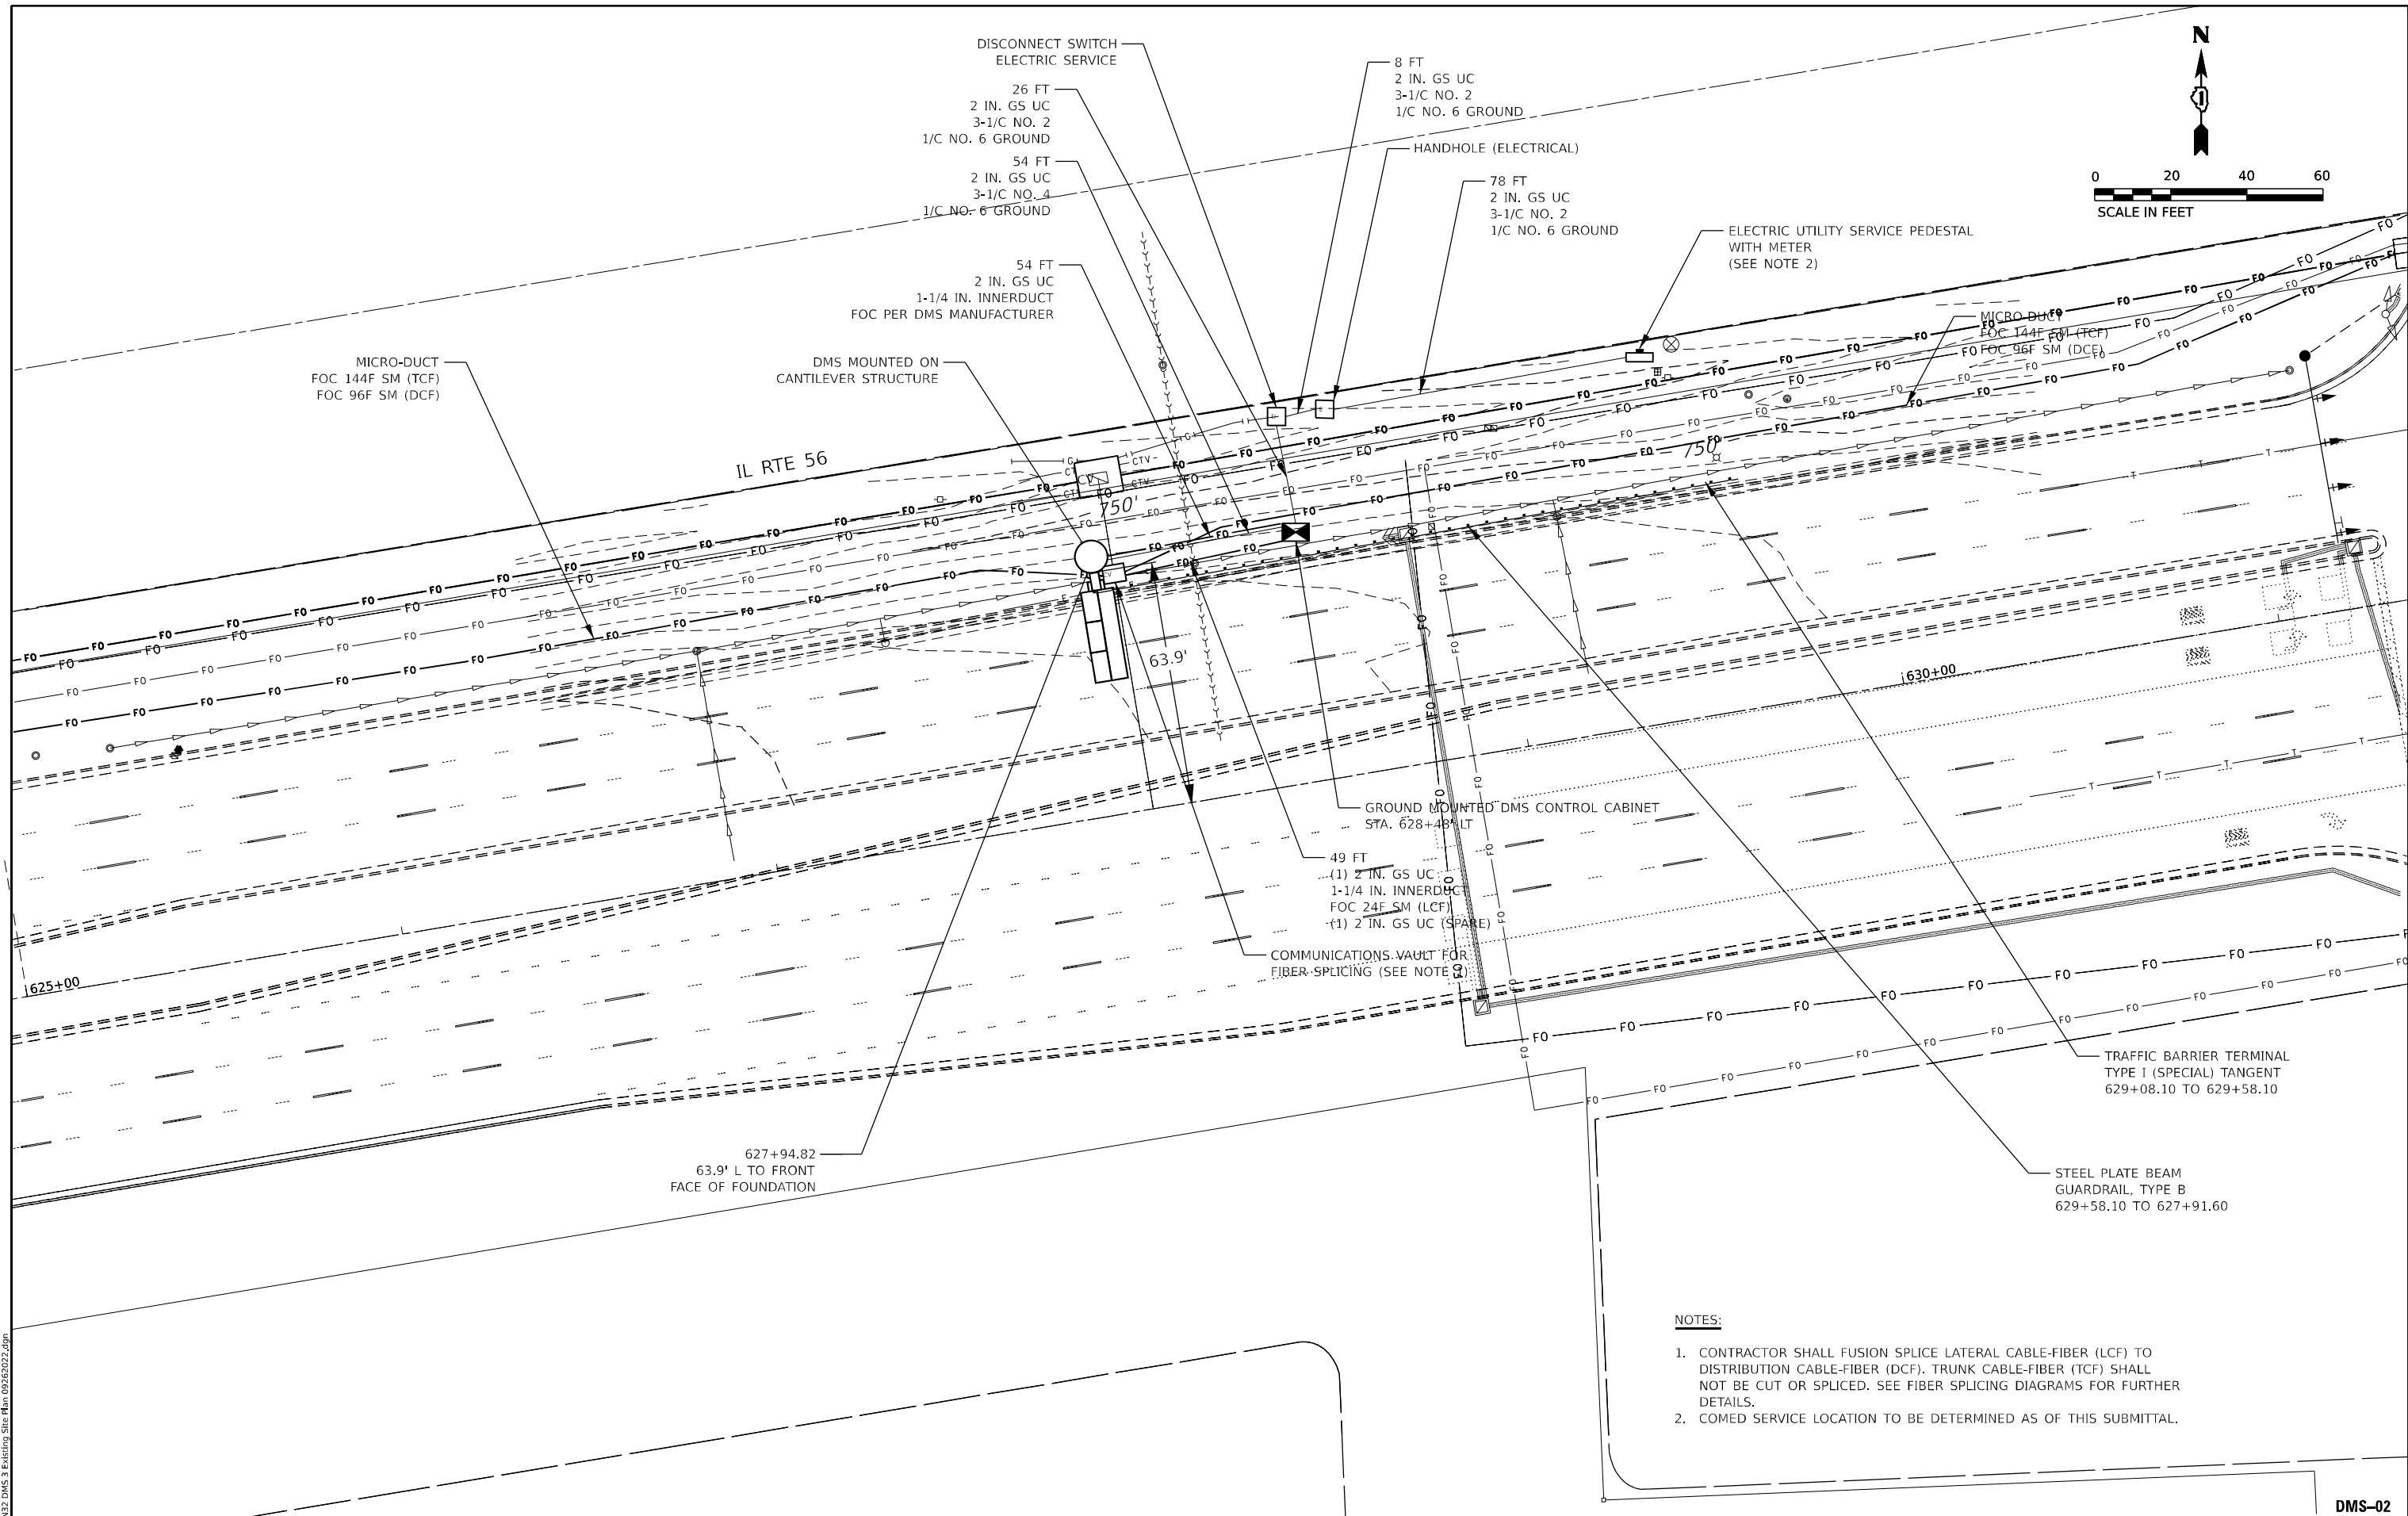 DISCONNECT SWITCH
ELECTRIC SERVICE
26 FT
2 IN. GS UC
3-1/C NO. 2
1/C NO. 6 GROUND
54 FT
2 IN. GS UC
3-1/C NO. 4
1/C NO. 6 GROUND
54 FT
2 IN. GS UC
1-1/4 IN. INNERDUCT
FOC PER DMS MANUFACTURER
8 FT
2 IN. GS UC
3-1/C NO. 2
1/C NO. 6 GROUND
HANDHOLE (ELECTRICAL)
78 FT
2 IN. GS UC
3-1/C NO. 2
1/C NO. 6 GROUND
ELECTRIC UTILITY SERVICE PEDESTAL
WITH METER
(SEE NOTE 2)
N
1
0 20 40 60
SCALE IN FEET
MICRO-DUCT
FOC 144F SM (TCF)
FOC 96F SM (DCF)
MICRO-DUCT
FOC 144F SM (TCF)
FOC 96F SM (DCF)
DMS MOUNTED ON
CANTILEVER STRUCTURE
IL RTE 56
750'
750'
63.9'
630+00
625+00
GROUND MOUNTED DMS CONTROL CABINET
STA. 628+48' LT
49 FT
(1) 2 IN. GS UC
1-1/4 IN. INNERDUCT
FOC 24F SM (LCF)
(1) 2 IN. GS UC (SPARE)
COMMUNICATIONS VAULT FOR
FIBER SPLICING (SEE NOTE
627+94.82
63.9' L TO FRONT
FACE OF FOUNDATION
TRAFFIC BARRIER TERMINAL
TYPE I (SPECIAL) TANGENT
629+08.10 TO 629+58.10
STEEL PLATE BEAM
GUARDRAIL, TYPE B
629+58.10 TO 627+91.60
NOTES:
1. CONTRACTOR SHALL FUSION SPLICE LATERAL CABLE-FIBER (LCF) TO
DISTRIBUTION CABLE-FIBER (DCF). TRUNK CABLE-FIBER (TCF) SHALL
NOT BE CUT OR SPLICED. SEE FIBER SPLICING DIAGRAMS FOR FURTHER
DETAILS.
2. COMED SERVICE LOCATION TO BE DETERMINED AS OF THIS SUBMITTAL.
DMS 3 Existing Site Plan 09262022.dgn
DMS–02